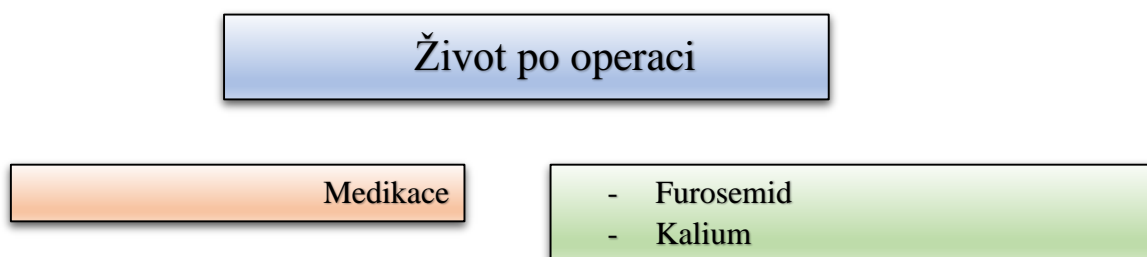 Život po operaci
Medikace
- Furosemid
- Kalium